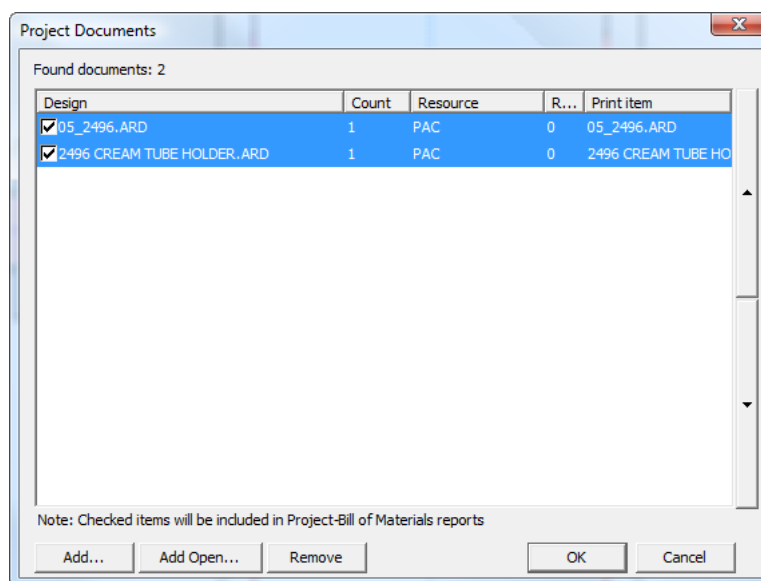 Project Documents
Found documents: 2
Design Count Resource R... Print item
05_2496.ARD 1 PAC 0 05_2496.ARD
2496 CREAM TUBE HOLDER.ARD 1 PAC 0 2496 CREAM TUBE HO
Note: Checked items will be included in Project-Bill of Materials reports
Add... Add Open... Remove OK Cancel